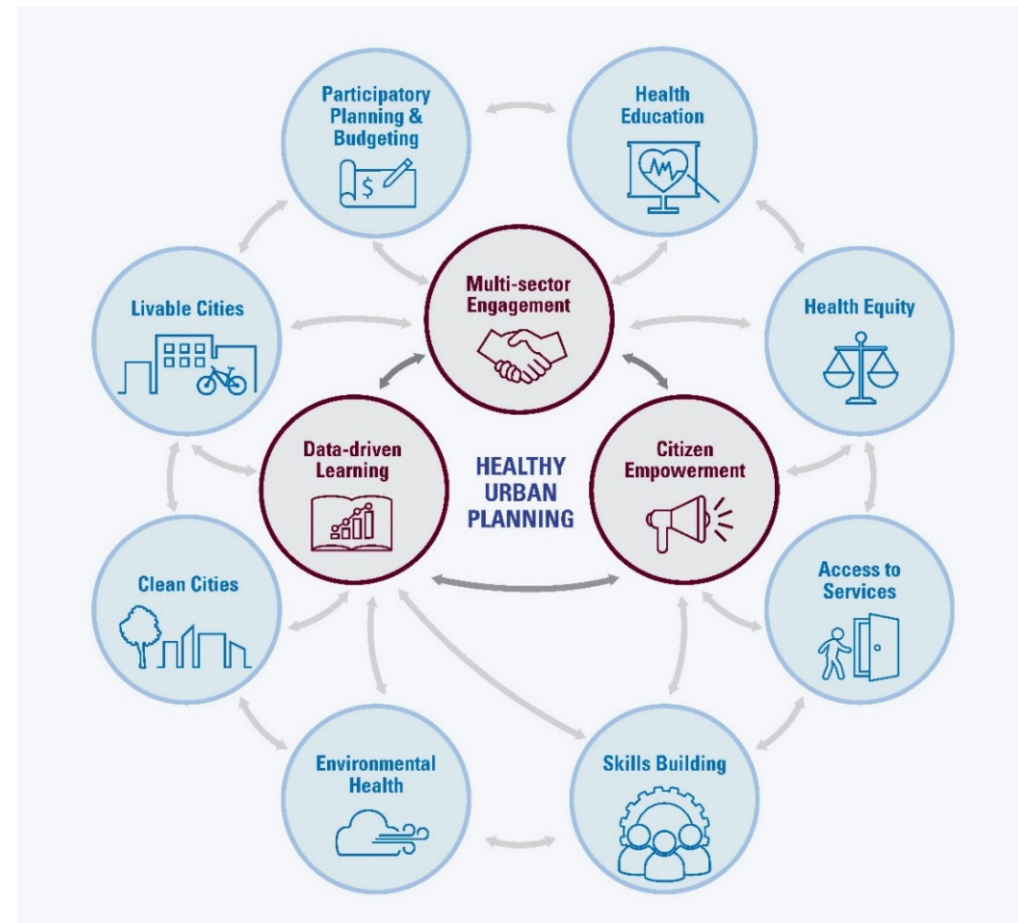 Participatory
Planning &
Budgeting
$
Health
Education
Multi-sector
Engagement
Livable Cities
Health Equity
Data-driven
Learning
HEALTHY
URBAN
PLANNING
Citizen
Empowerment
Clean Cities
Access to
Services
Environmental
Health
Skills Building